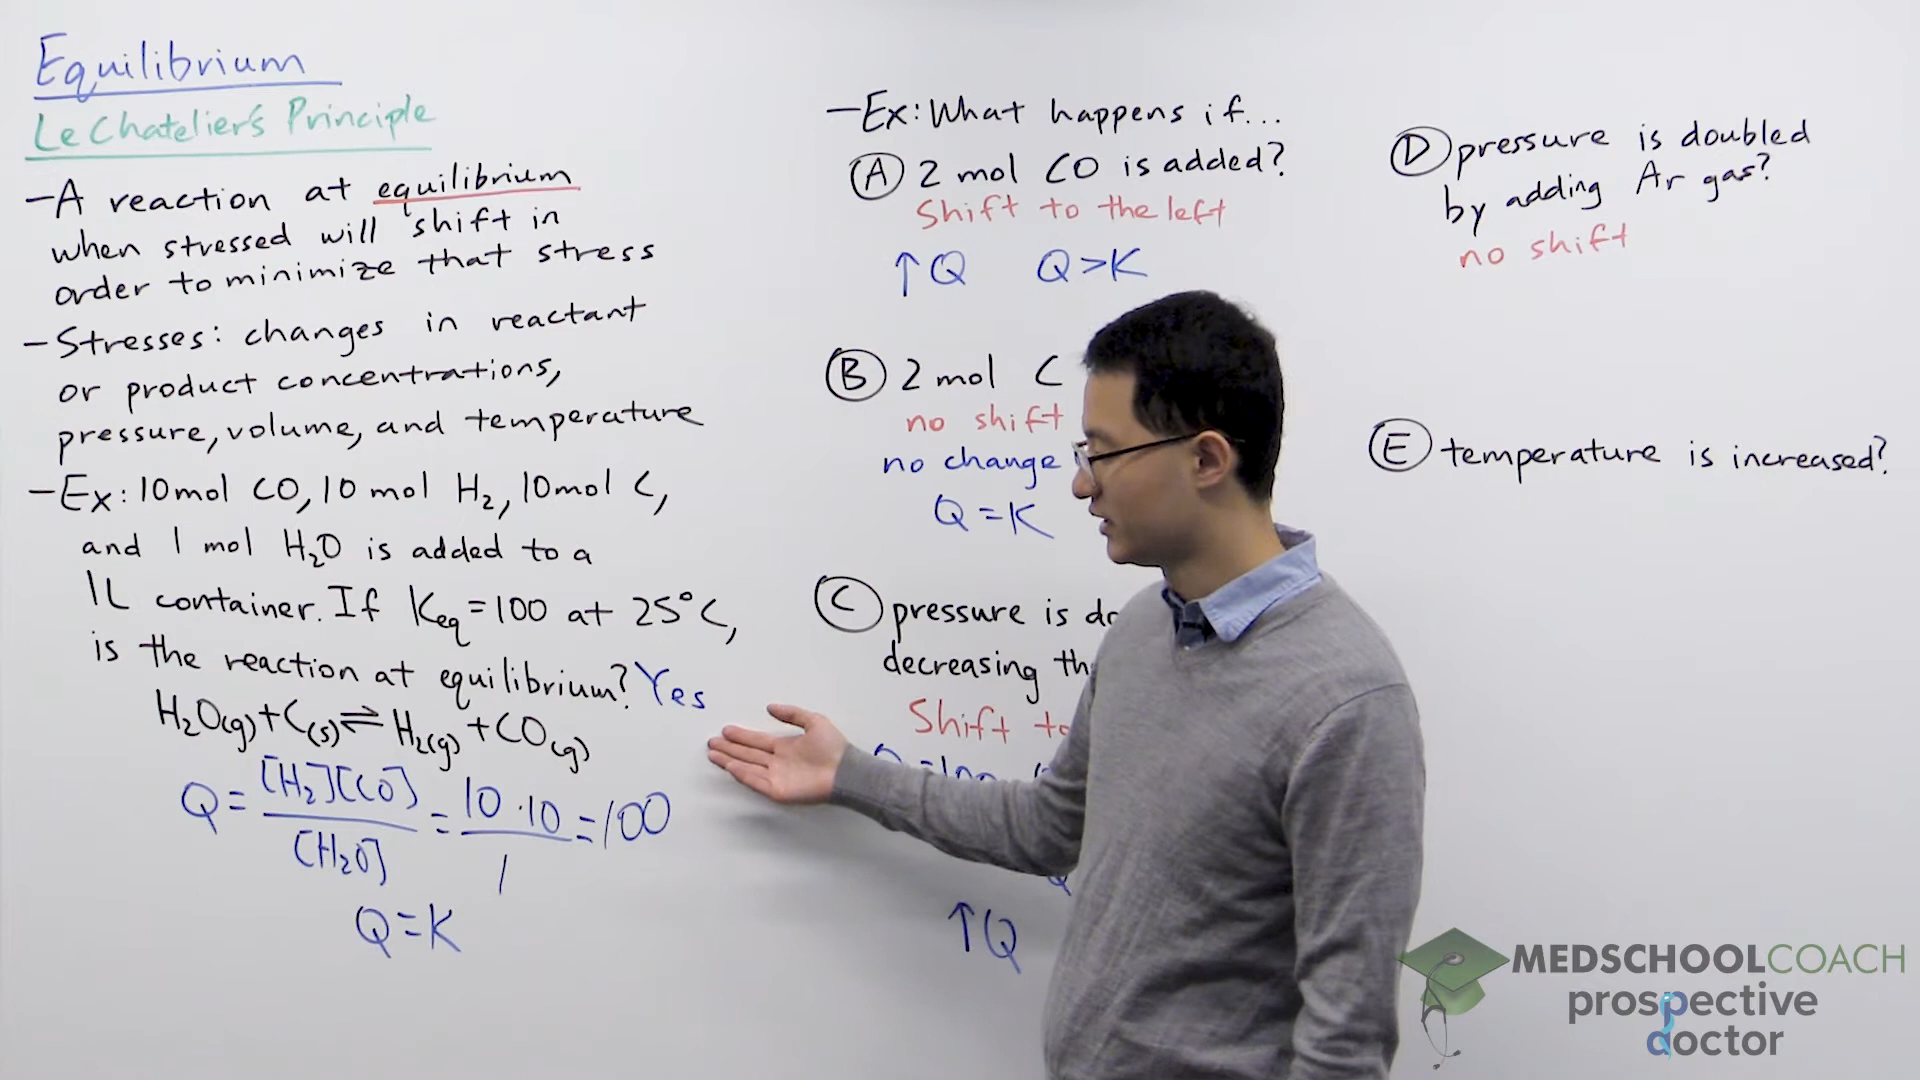 Equilibrium
Le Chatelier's Principle
-A reaction at equilibrium
when stressed will shift in
order to minimize that stress
-Stresses: changes in reactant
or product concentrations,
pressure, volume, and temperature
-Ex: 10 mol CO, 10 mol H₂, 10 mol C,
and 1 mol H₂O is added to a
1L container. If Keq = 100 at 25°C,
is the reaction at equilibrium? Yes
H₂O(g) + C(s) ⇌ H₂(g) + CO(g)
Q = [H₂][CO] / [H₂O] = 10·10 / 1 = 100
Q = K
-Ex: What happens if...
Ⓐ 2 mol CO is added?
Shift to the left
↑Q Q>K
Ⓑ 2 mol C
no shift
no change
Q = K
Ⓒ pressure is
decreasing
Shift to
↑Q
Ⓓ pressure is doubled
by adding Ar gas?
no shift
Ⓔ temperature is increased?
MEDSCHOOLCOACH
prospective
doctor